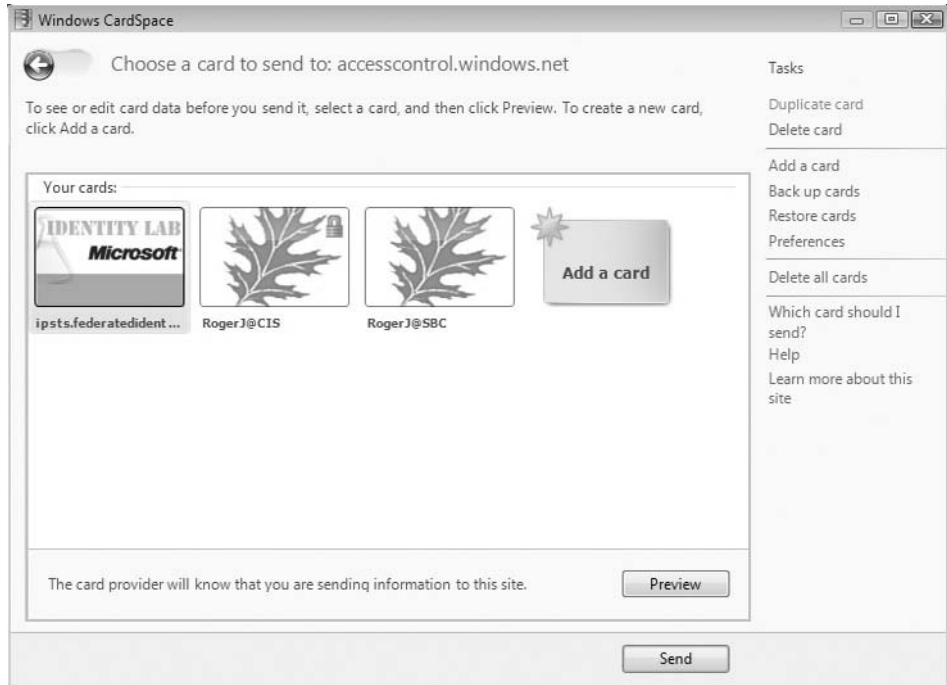 Windows CardSpace
Choose a card to send to: accesscontrol.windows.net
To see or edit card data before you send it, select a card, and then click Preview. To create a new card,
click Add a card.
Your cards:
IDENTITY LAB
Microsoft
ipsts.federatedident ...
RogerJ@CIS
RogerJ@SBC
Add a card
The card provider will know that you are sending information to this site.
Preview
Send
Tasks
Duplicate card
Delete card
Add a card
Back up cards
Restore cards
Preferences
Delete all cards
Which card should I
send?
Help
Learn more about this
site